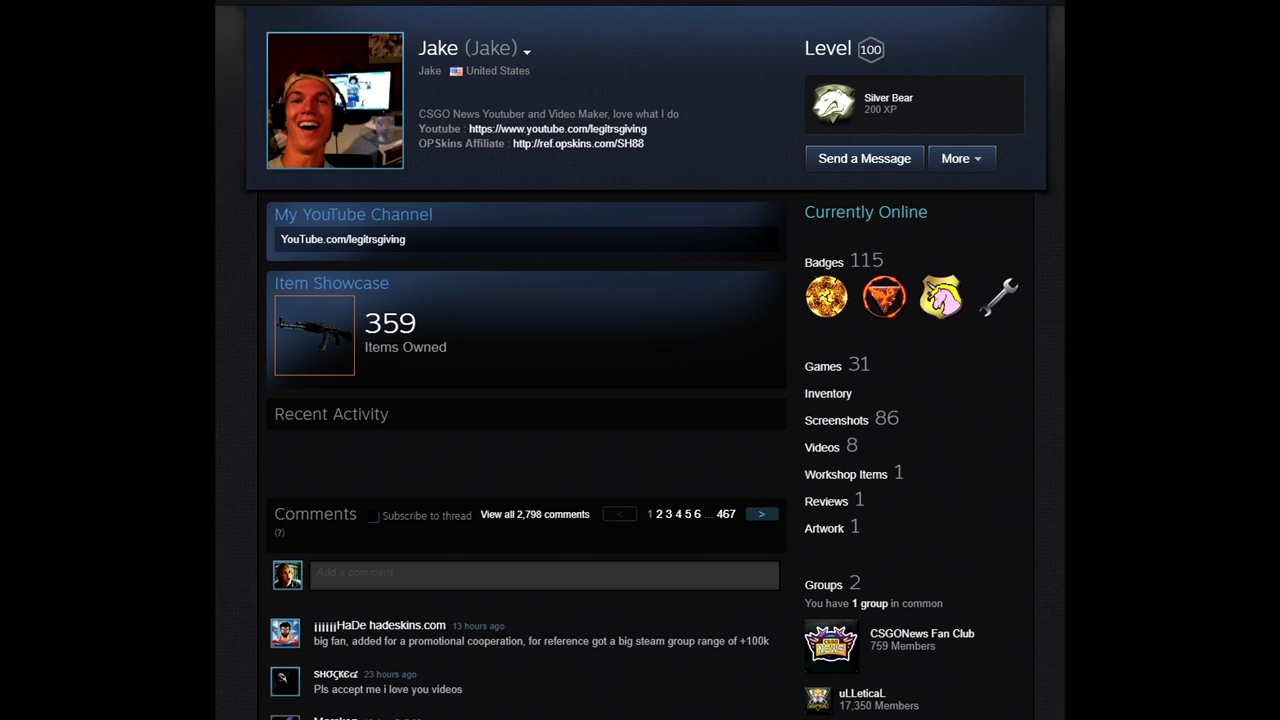 Jake (Jake)
Jake United States
CSGO News Youtuber and Video Maker, love what I do
Youtube : https://www.youtube.com/legitrsgiving
OPSkins Affiliate : http://ref.opskins.com/SH88
Level 100
Silver Bear
200 XP
Send a Message More
My YouTube Channel
YouTube.com/legitrsgiving
Item Showcase
359
Items Owned
Recent Activity
Comments Subscribe to thread View all 2,798 comments < 1 2 3 4 5 6 ... 467 >
(?)
Add a comment
¡¡¡¡¡¡HaDe hadeskins.com 13 hours ago
big fan, added for a promotional cooperation, for reference got a big steam group range of +100k
23 hours ago
Pls accept me i love you videos
Currently Online
Badges 115
Games 31
Inventory
Screenshots 86
Videos 8
Workshop Items 1
Reviews 1
Artwork 1
Groups 2
You have 1 group in common
CSGO
NEWS
CSGONews Fan Club
759 Members
uLLeticaL
17,350 Members